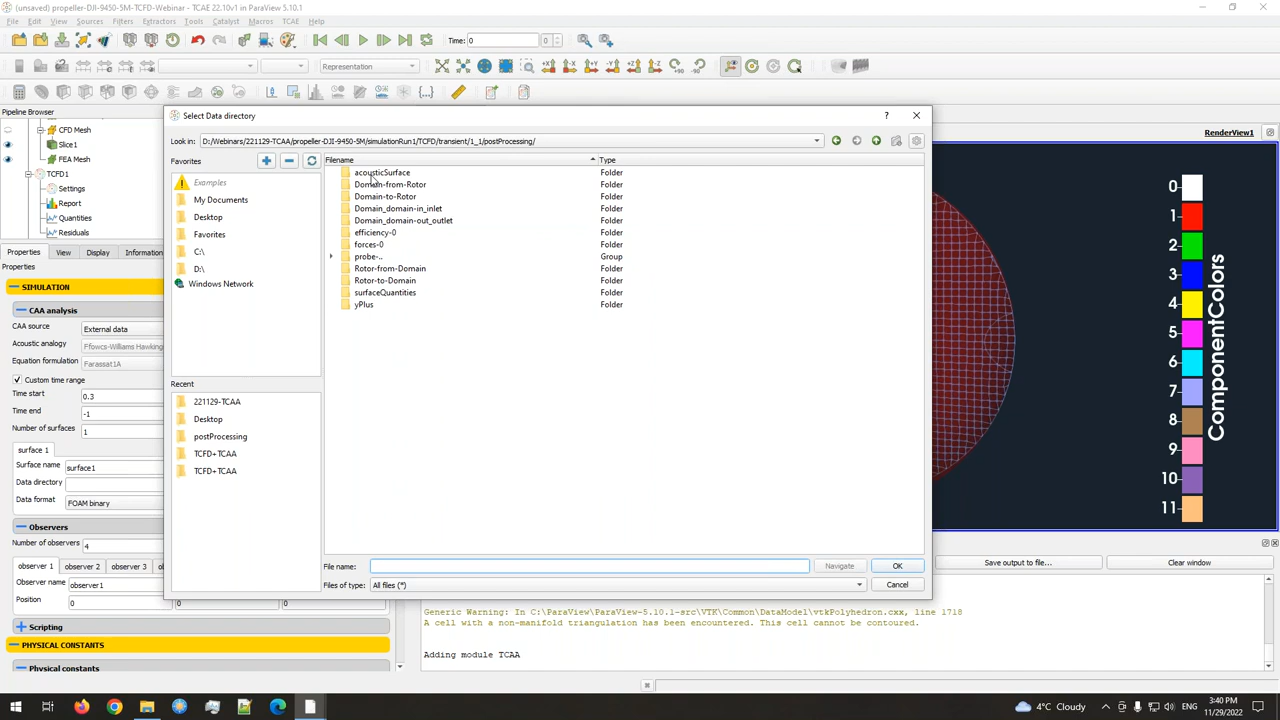 (unsaved) propeller-DJI-9450-5M-TCFD-Webinar - TCAE 22.10v1 in ParaView 5.10.1
File Edit View Sources Filters Extractors Tools Catalyst Macros TCAE Help
Time: 0 0
Representation
Pipeline Browser
CFD Mesh
Slice1
FEA Mesh
TCFD1
Settings
Report
Quantities
Residuals
Properties View Display Information
Properties
SIMULATION
CAA analysis
CAA source External data
Acoustic analogy Ffowcs-Williams Hawking
Equation formulation Farassat1A
Custom time range
Time start 0.3
Time end -1
Number of surfaces 1
surface 1
Surface name surface1
Data directory
Data format FOAM binary
Observers
Number of observers 4
observer 1 observer 2 observer 3
Observer name observer1
Position 0 0 0
Scripting
PHYSICAL CONSTANTS
Physical constants
Select Data directory
Look in: D:/Webinars/221129-TCAA/propeller-DJI-9450-5M/simulationRun1/TCFD/transient/1_1/postProcessing/
Favorites
Examples
My Documents
Desktop
Favorites
C:\
D:\
Windows Network
Recent
221129-TCAA
Desktop
postProcessing
TCFD+TCAA
TCFD+TCAA
Filename Type
acousticSurface Folder
Domain-from-Rotor Folder
Domain-to-Rotor Folder
Domain_domain-in_inlet Folder
Domain_domain-out_outlet Folder
efficiency-0 Folder
forces-0 Folder
probe-.. Group
Rotor-from-Domain Folder
Rotor-to-Domain Folder
surfaceQuantities Folder
yPlus Folder
File name: Navigate OK
Files of type: All files (*) Cancel
RenderView1
0
1
2
3
4
5
6
7
8
9
10
11
ComponentColors
Save output to file... Clear window
Generic Warning: In C:\ParaView\ParaView-5.10.1-src\VTK\Common\DataModel\vtkPolyhedron.cxx, line 1718
A cell with a non-manifold triangulation has been encountered. This cell cannot be contoured.
Adding module TCAA
4°C Cloudy
3:40 PM
11/29/2022